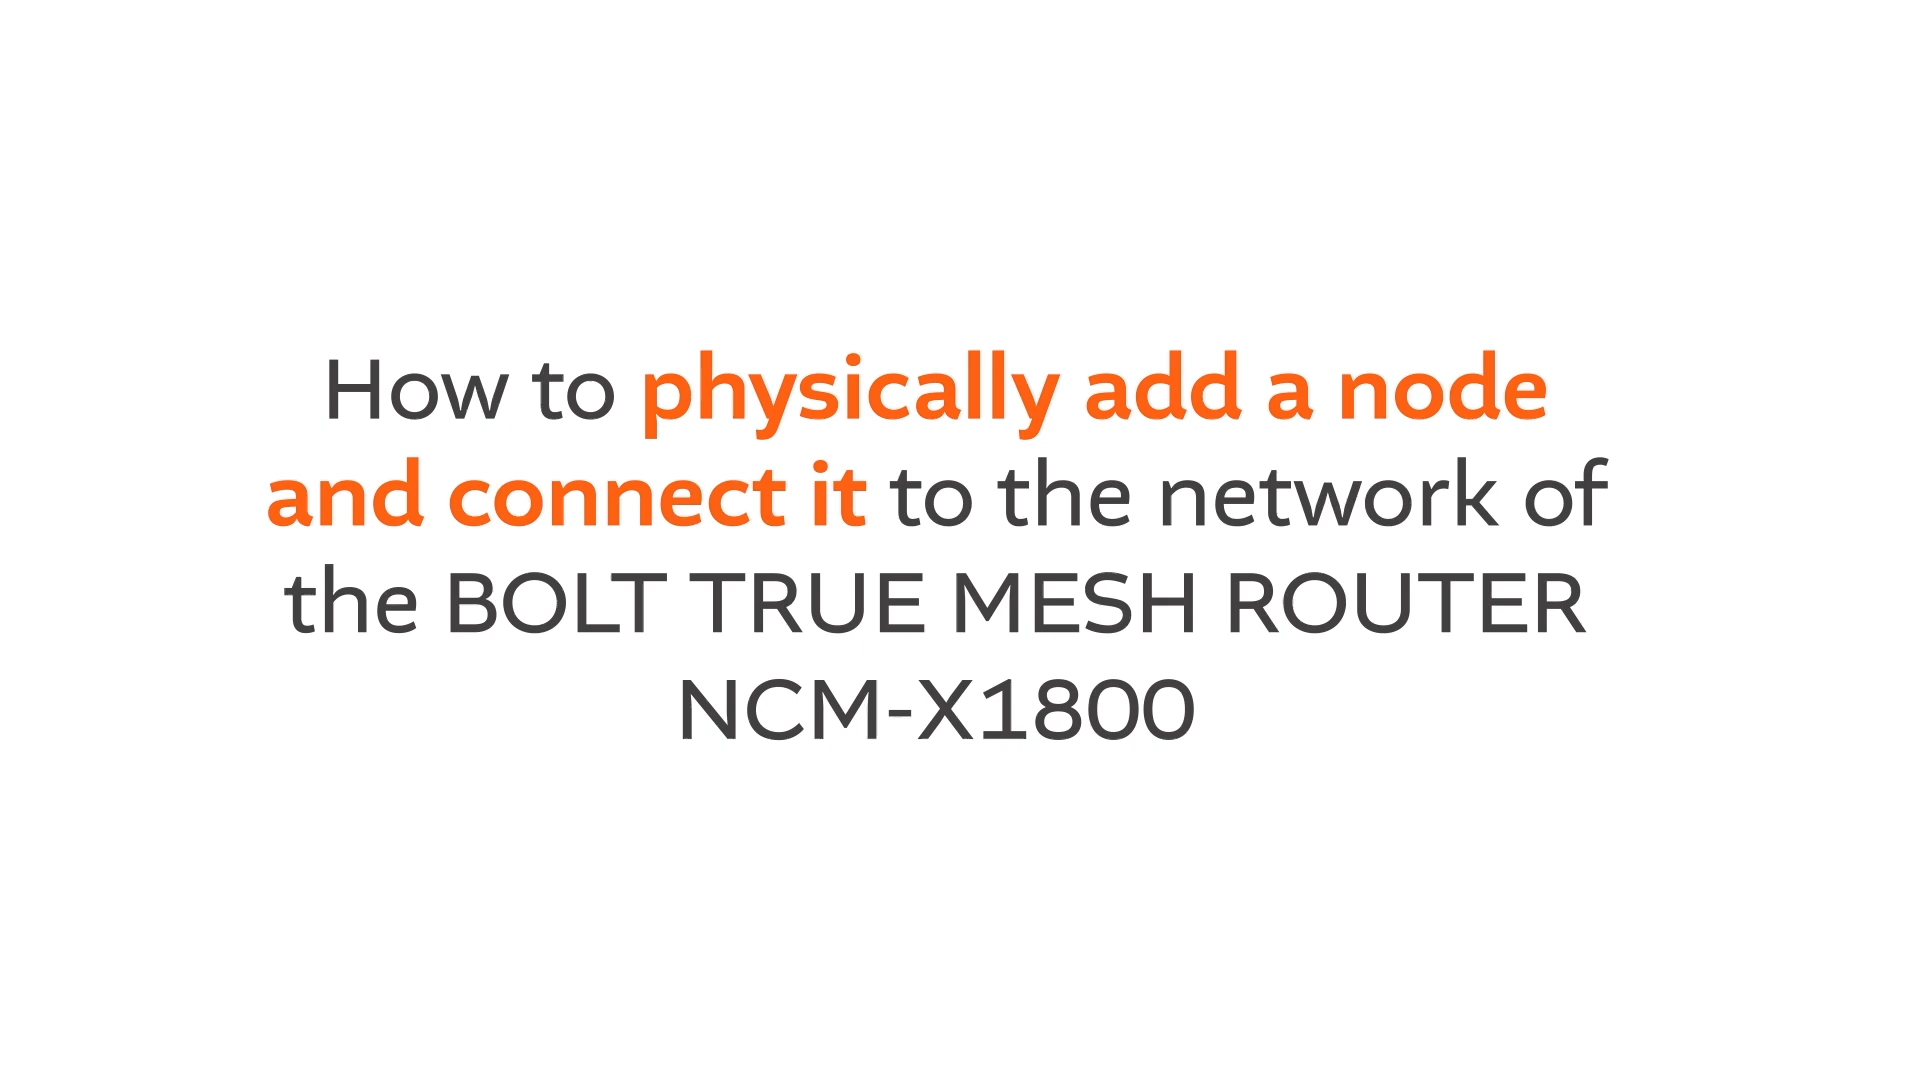 How to physically add a node
and connect it to the network of
the BOLT TRUE MESH ROUTER
NCM-X1800